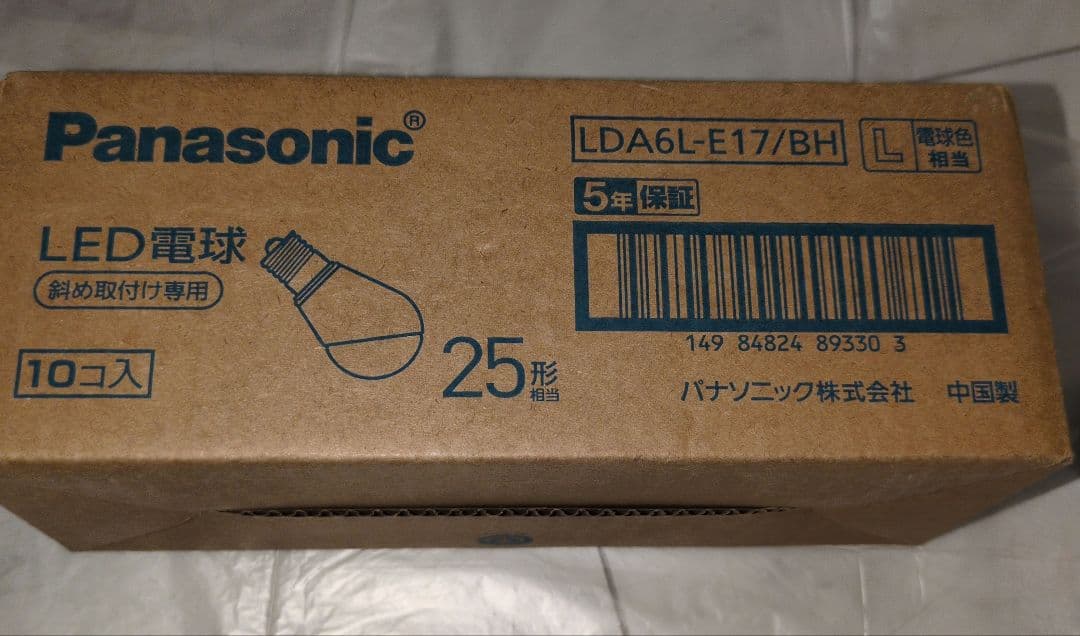 Panasonic®
LED電球
斜め取付け専用
10コ入
25形
相当
LDA6L-E17/BH
L 電球色
相当
5年保証
149 84824 89330 3
パナソニック株式会社 中国製